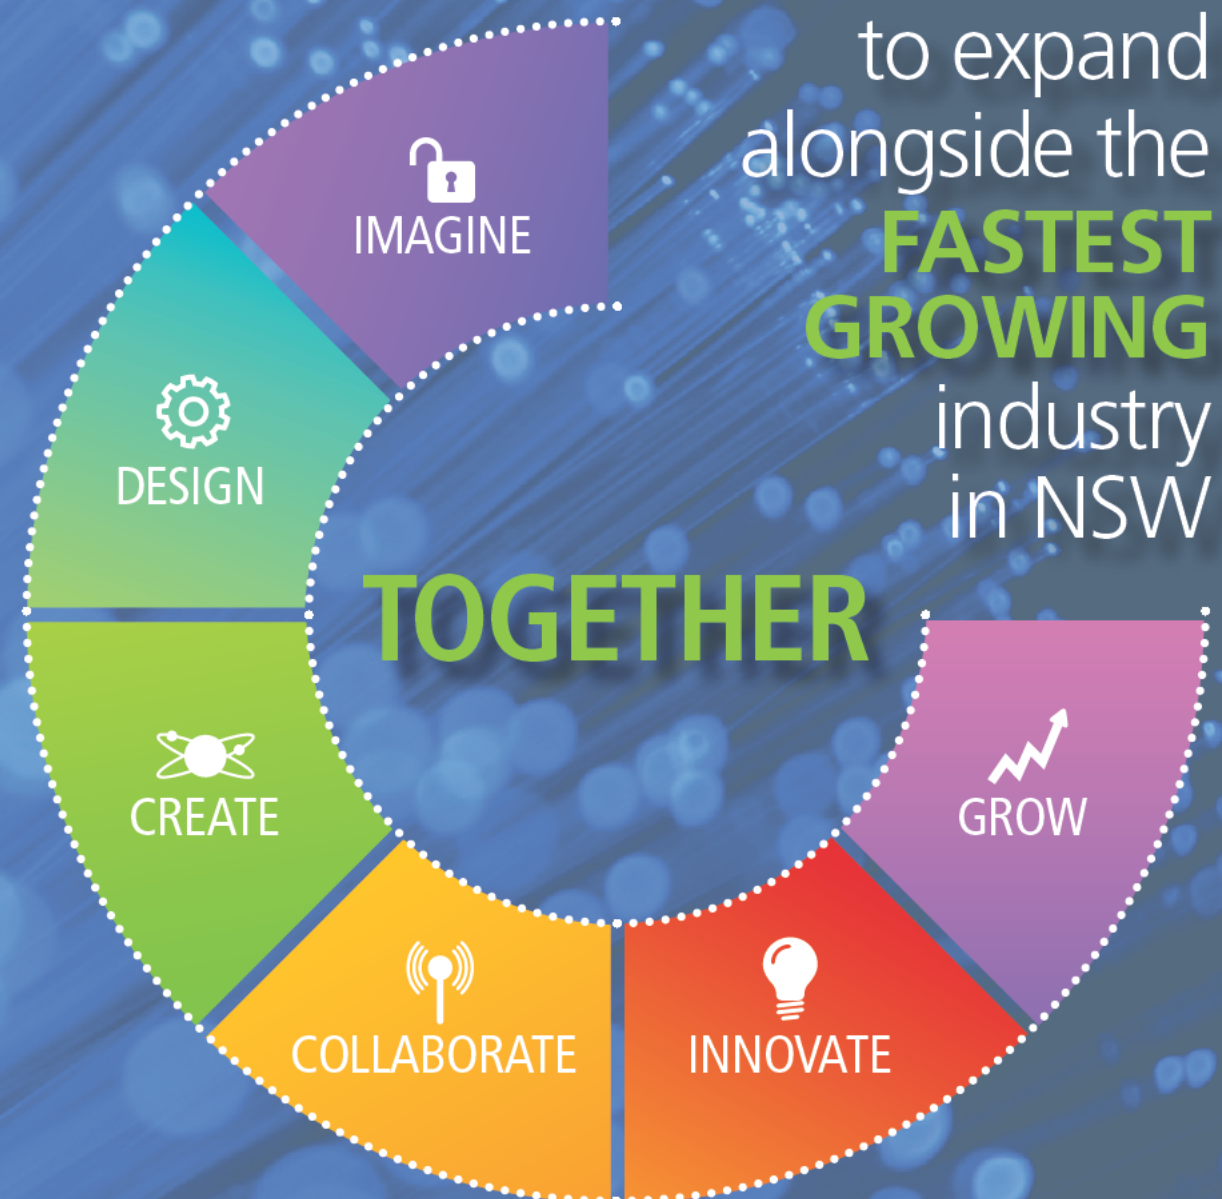 to expand
alongside the
FASTEST
GROWING
industry
in NSW
TOGETHER
IMAGINE
DESIGN
CREATE
COLLABORATE
INNOVATE
GROW